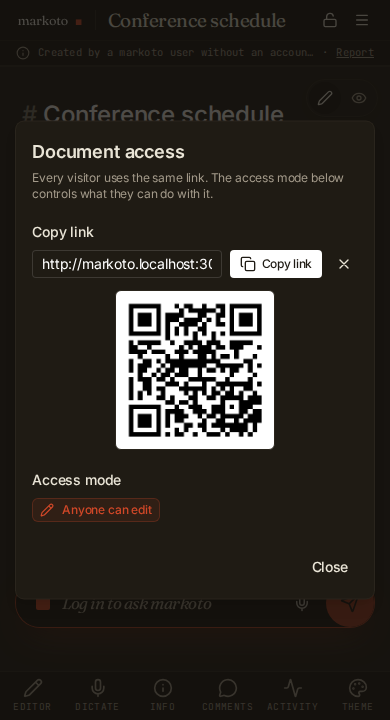 markoto
Conference schedule
Created by a markoto user without an accoun… · Report
# Conference schedule
Document access
Every visitor uses the same link. The access mode below
controls what they can do with it.
Copy link
http://markoto.localhost:30
Copy link
Access mode
Anyone can edit
Close
Log in to ask markoto
EDITOR
DICTATE
INFO
COMMENTS
ACTIVITY
THEME